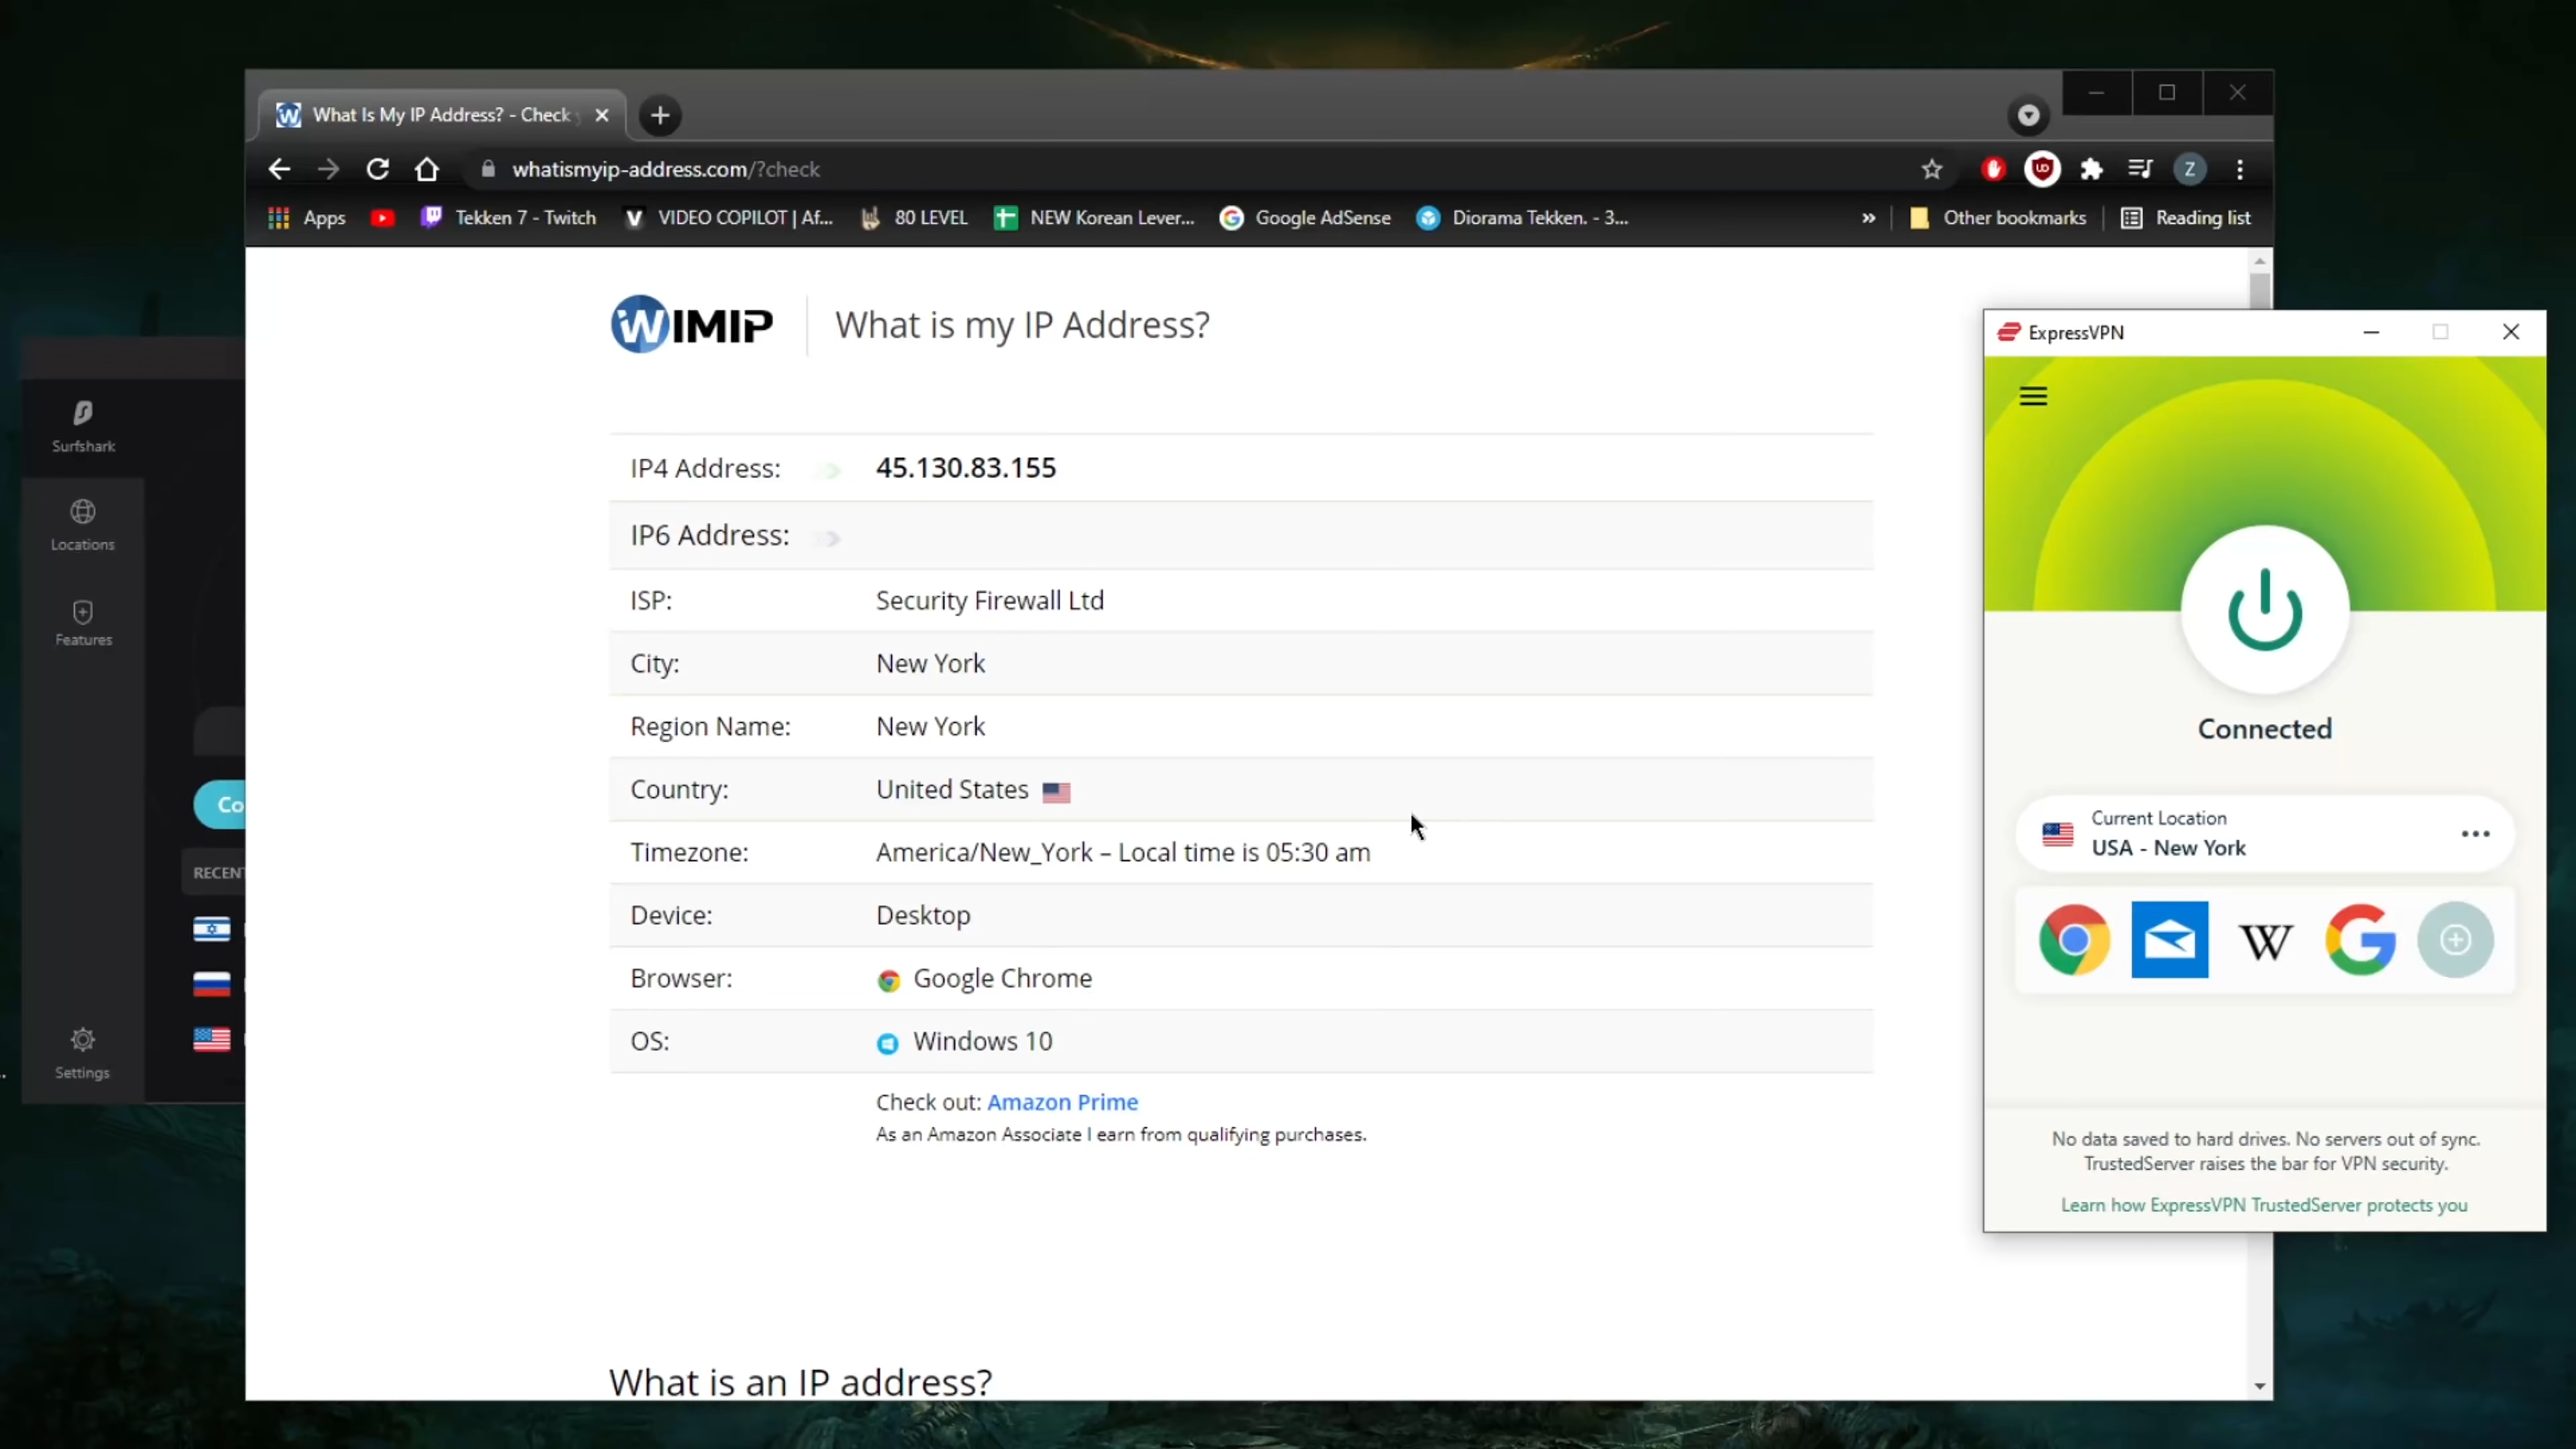 What Is My IP Address? - Check
whatismyip-address.com/?check
Z
Apps
Tekken 7 - Twitch
VIDEO COPILOT | Af...
80 LEVEL
NEW Korean Lever...
Google AdSense
Diorama Tekken. - 3...
»
Other bookmarks
Reading list
WIMIP
What is my IP Address?
IP4 Address: 45.130.83.155
IP6 Address:
ISP: Security Firewall Ltd
City: New York
Region Name: New York
Country: United States
Timezone: America/New_York – Local time is 05:30 am
Device: Desktop
Browser: Google Chrome
OS: Windows 10
Check out: Amazon Prime
As an Amazon Associate I earn from qualifying purchases.
What is an IP address?
Surfshark
Locations
Features
Settings
Co
RECENT
ExpressVPN
Connected
Current Location
USA - New York
No data saved to hard drives. No servers out of sync.
TrustedServer raises the bar for VPN security.
Learn how ExpressVPN TrustedServer protects you